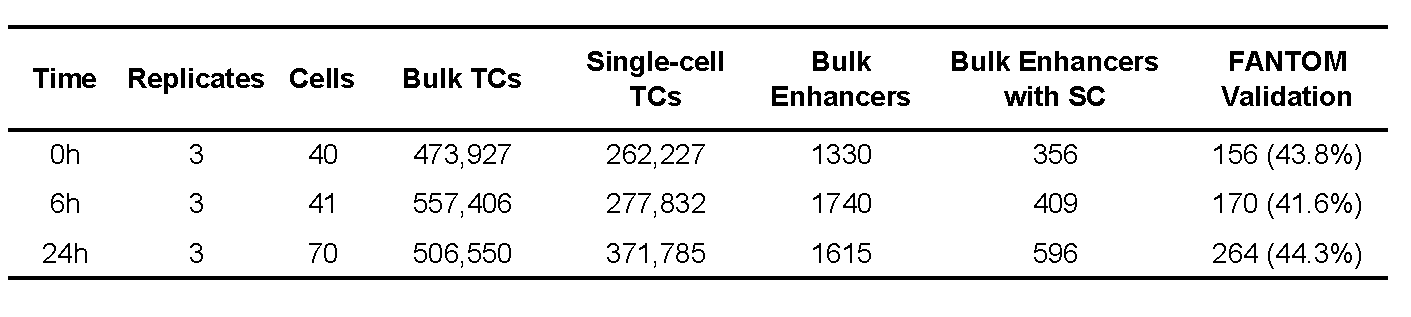 Time Replicates Cells Bulk TCs Single-cell TCs Bulk Enhancers Bulk Enhancers with SC FANTOM Validation
0h 3 40 473,927 262,227 1330 356 156 (43.8%)
6h 3 41 557,406 277,832 1740 409 170 (41.6%)
24h 3 70 506,550 371,785 1615 596 264 (44.3%)